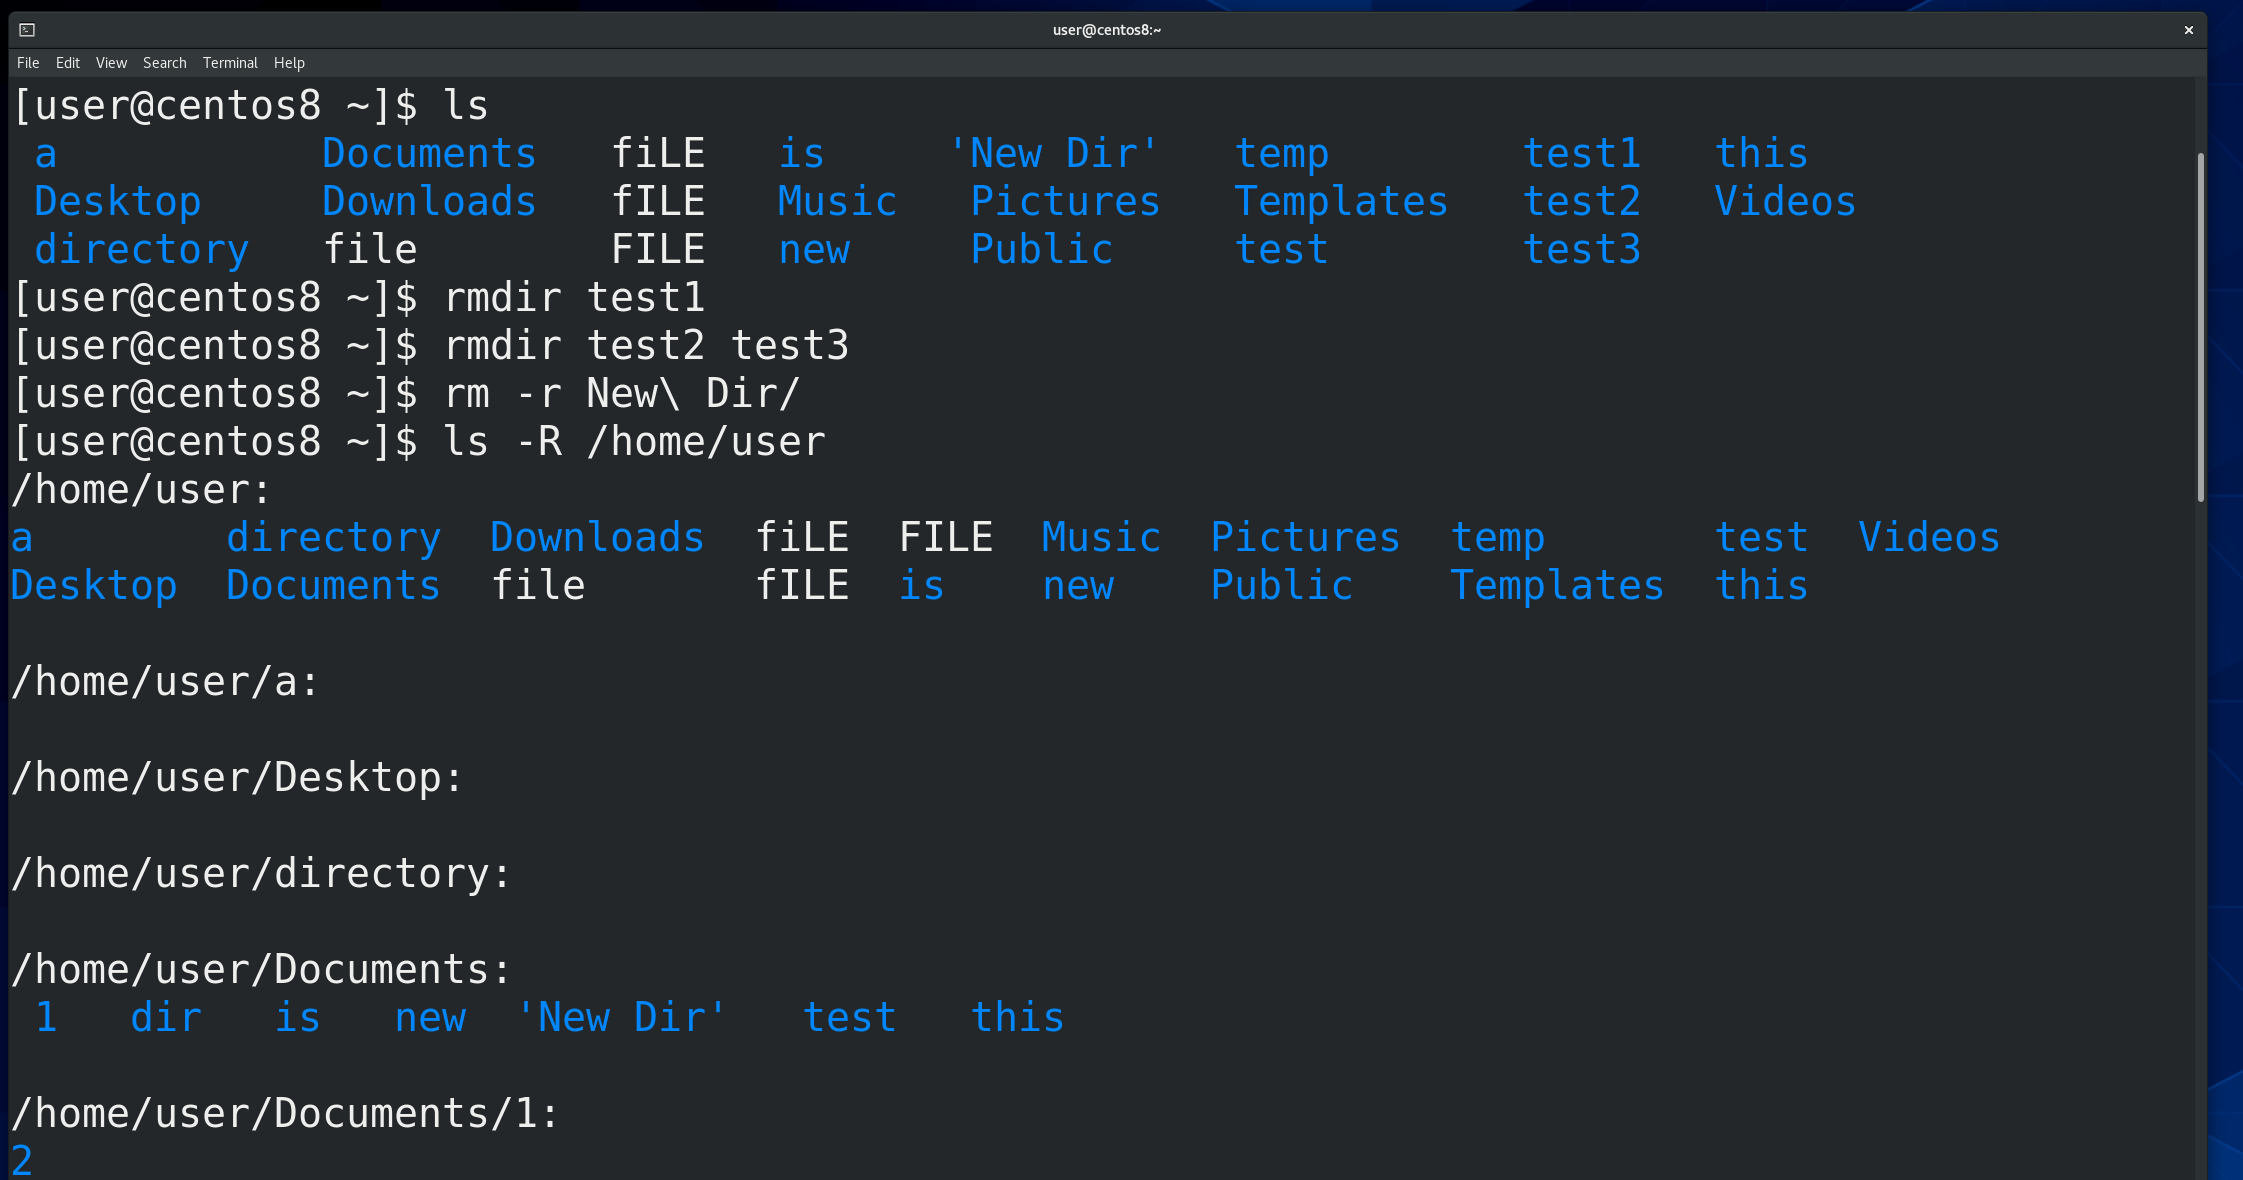 user@centos8:~
File Edit View Search Terminal Help
[user@centos8 ~]$ ls
 a           Documents   fiLE   is     'New Dir'   temp        test1   this
 Desktop     Downloads   fILE   Music   Pictures   Templates   test2   Videos
 directory   file        FILE   new     Public     test        test3
[user@centos8 ~]$ rmdir test1
[user@centos8 ~]$ rmdir test2 test3
[user@centos8 ~]$ rm -r New\ Dir/
[user@centos8 ~]$ ls -R /home/user
/home/user:
a        directory  Downloads  fiLE  FILE  Music  Pictures  temp       test  Videos
Desktop  Documents  file       fILE  is    new    Public    Templates  this
/home/user/a:
/home/user/Desktop:
/home/user/directory:
/home/user/Documents:
 1   dir   is   new  'New Dir'   test   this
/home/user/Documents/1:
2